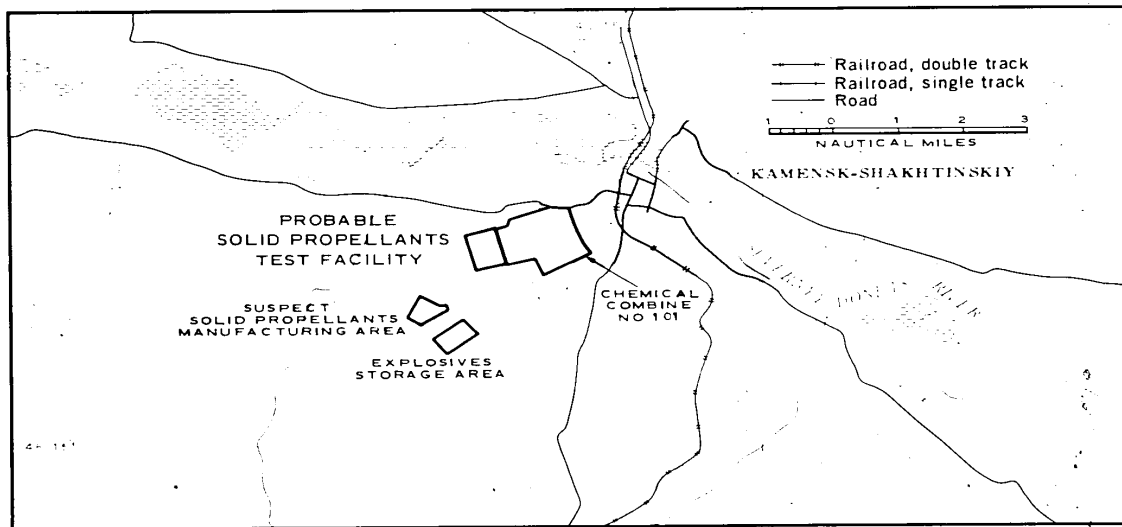 Railroad, double track
Railroad, single track
Road
1 0 1 2 3
NAUTICAL MILES
KAMENSK-SHAKHTINSKIY
PROBABLE
SOLID PROPELLANTS
TEST FACILITY
CHEMICAL
COMBINE
NO 101
SUSPECT
SOLID PROPELLANTS
MANUFACTURING AREA
EXPLOSIVES
STORAGE AREA
RIVER